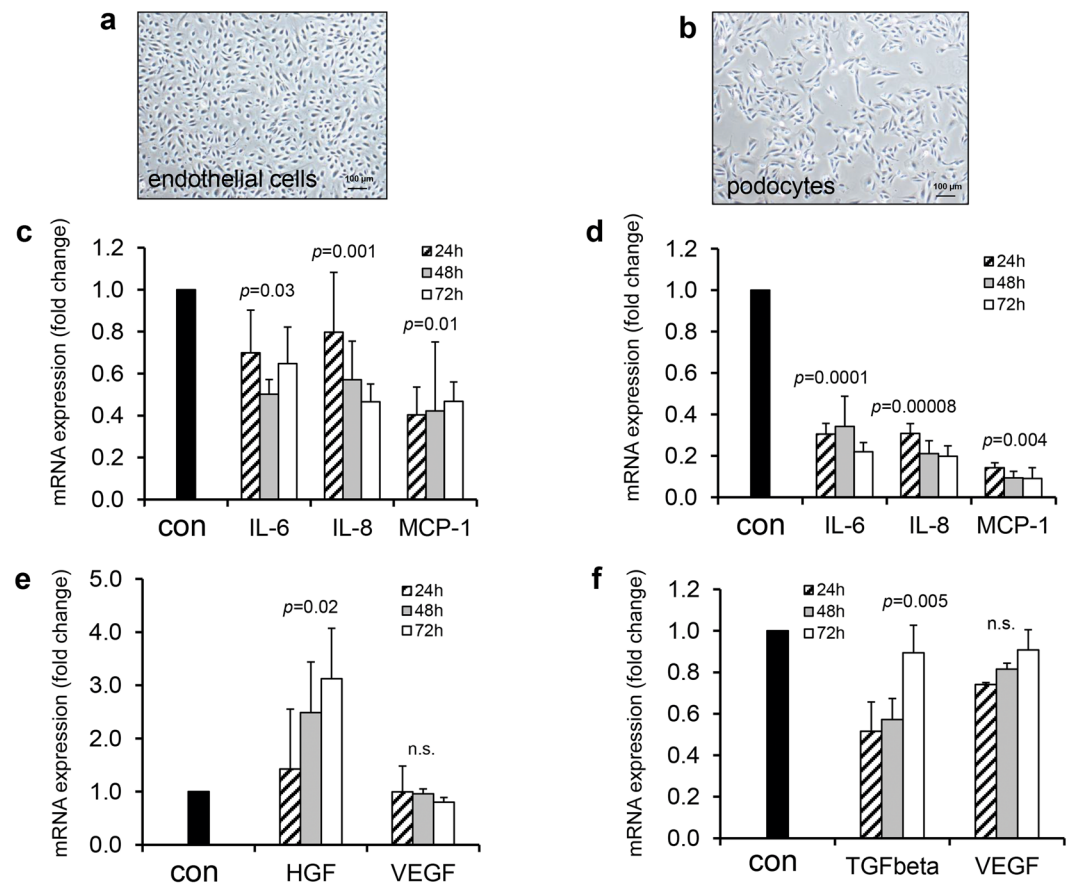 a
endothelial cells
100 µm
b
podocytes
100 µm
c
mRNA expression (fold change)
1.2
1.0
0.8
0.6
0.4
0.2
0.0
p=0.03
p=0.001
p=0.01
24h
48h
72h
con
IL-6
IL-8
MCP-1
d
mRNA expression (fold change)
1.2
1.0
0.8
0.6
0.4
0.2
0.0
p=0.0001
p=0.00008
p=0.004
24h
48h
72h
con
IL-6
IL-8
MCP-1
e
mRNA expression (fold change)
5.0
4.0
3.0
2.0
1.0
0.0
p=0.02
n.s.
24h
48h
72h
con
HGF
VEGF
f
mRNA expression (fold change)
1.2
1.0
0.8
0.6
0.4
0.2
0.0
24h
48h
72h
p=0.005
n.s.
con
TGFbeta
VEGF